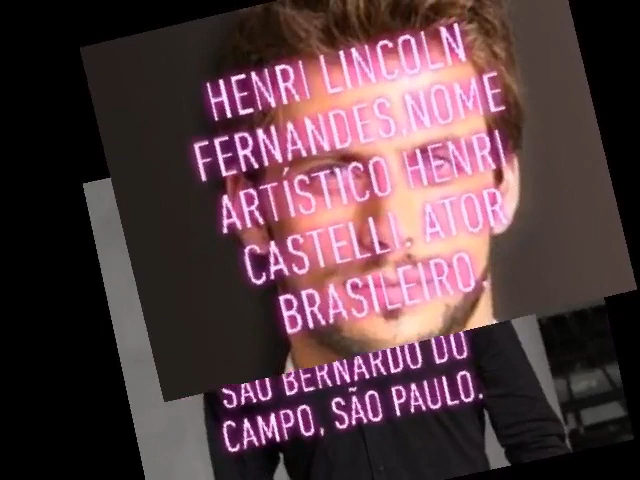 HENRI LINCOLN
FERNANDES,NOME
ARTÍSTICO HENRI
CASTELLI. ATOR
BRASILEIRO.
SÃO BERNARDO DO
CAMPO, SÃO PAULO.